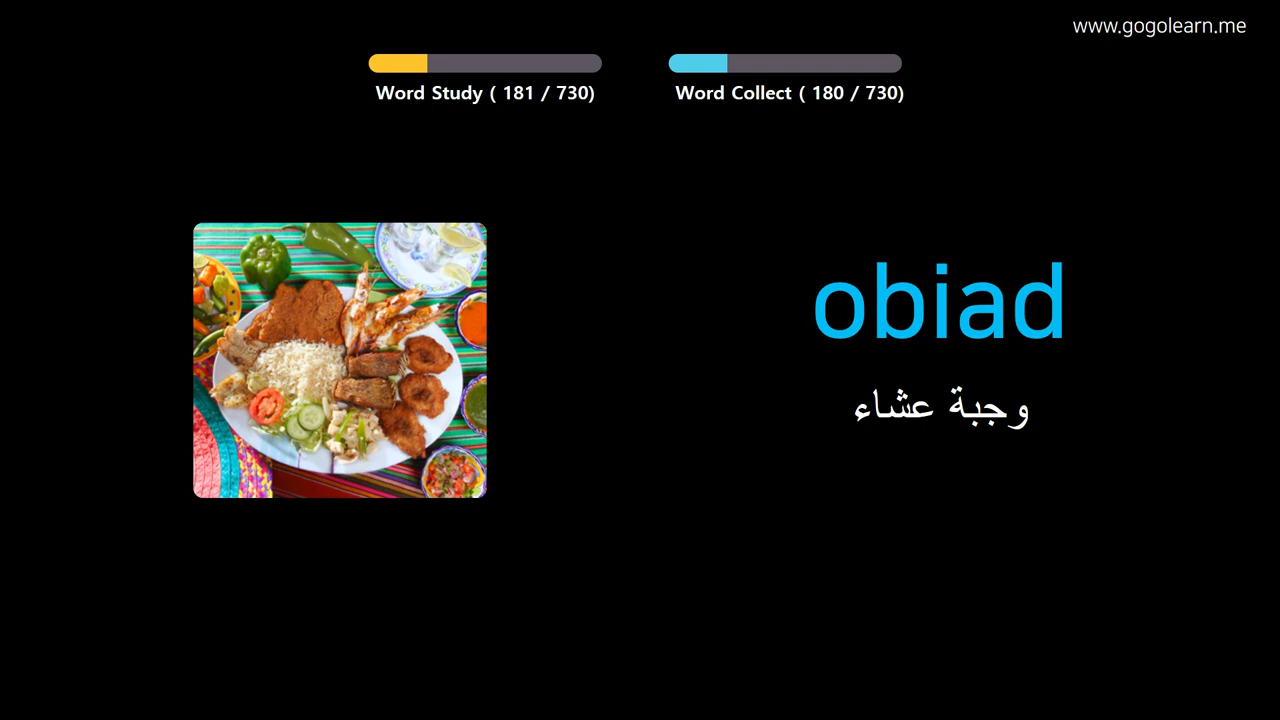 www.gogolearn.me
Word Study ( 181 / 730)
Word Collect ( 180 / 730)
obiad
وجبة عشاء